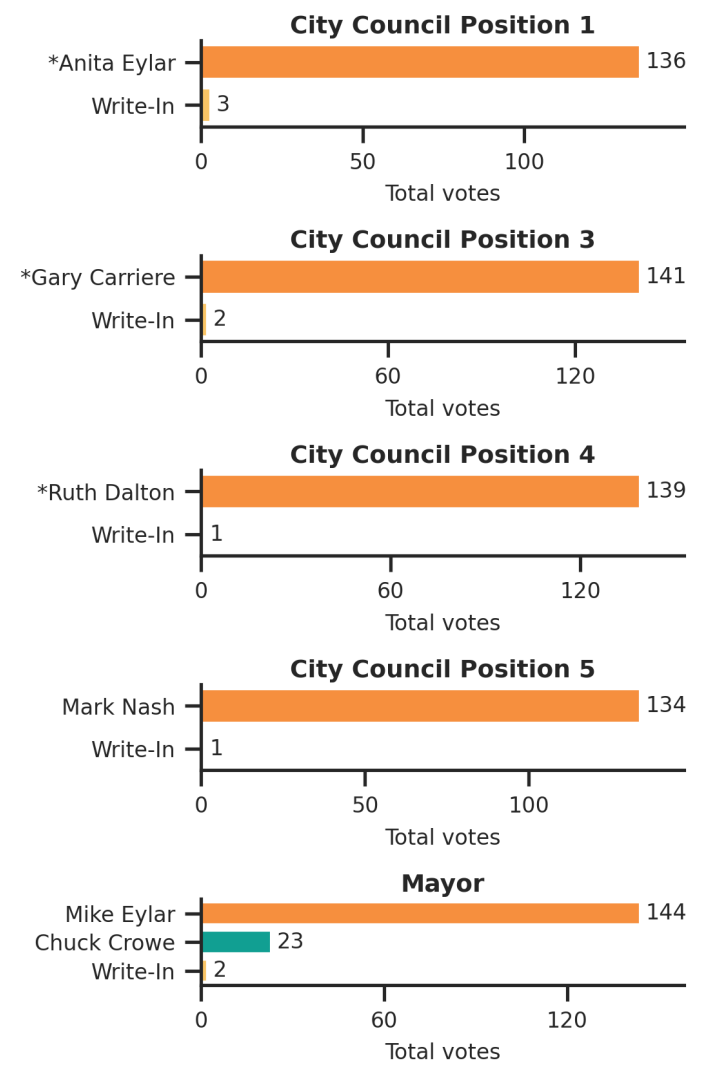 City Council Position 1
*Anita Eylar 136
Write-In 3
0 50 100
Total votes
City Council Position 3
*Gary Carriere 141
Write-In 2
0 60 120
Total votes
City Council Position 4
*Ruth Dalton 139
Write-In 1
0 60 120
Total votes
City Council Position 5
Mark Nash 134
Write-In 1
0 50 100
Total votes
Mayor
Mike Eylar 144
Chuck Crowe 23
Write-In 2
0 60 120
Total votes